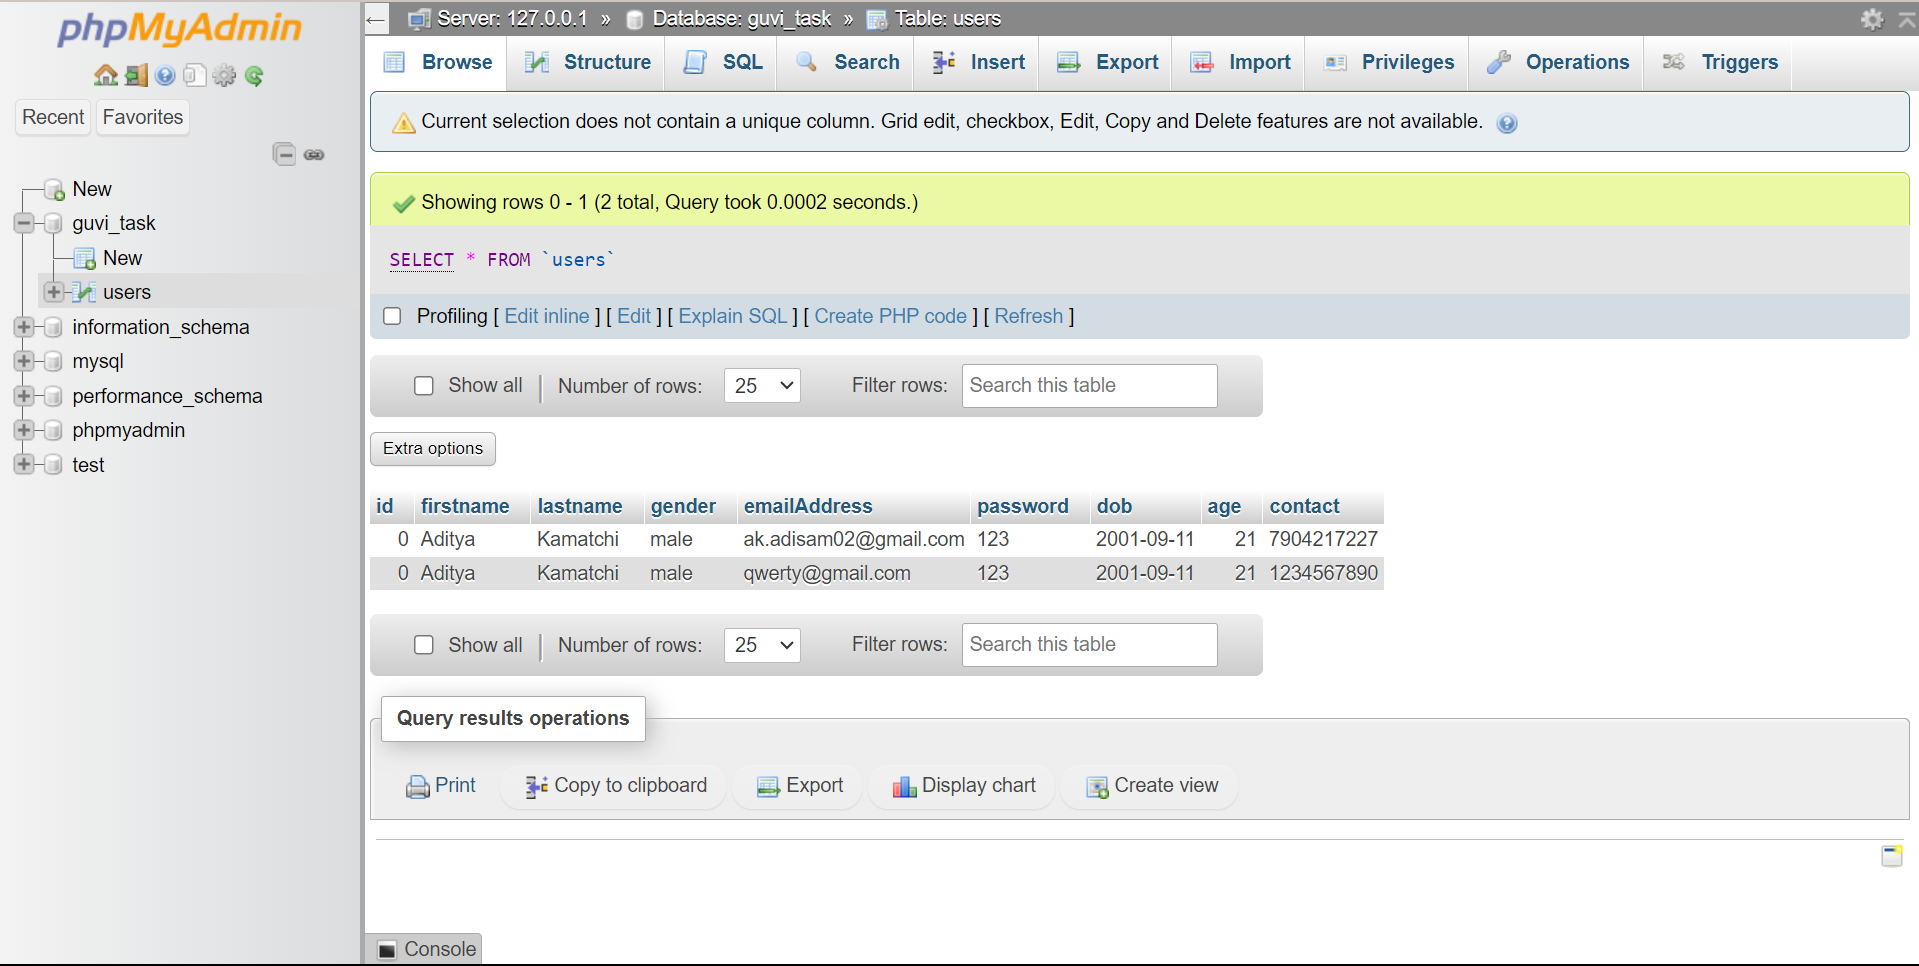 phpMyAdmin
Recent Favorites
New
guvi_task
New
users
information_schema
mysql
performance_schema
phpmyadmin
test
Server: 127.0.0.1 » Database: guvi_task » Table: users
Browse Structure SQL Search Insert Export Import Privileges Operations Triggers
Current selection does not contain a unique column. Grid edit, checkbox, Edit, Copy and Delete features are not available.
Showing rows 0 - 1 (2 total, Query took 0.0002 seconds.)
SELECT * FROM `users`
Profiling [ Edit inline ] [ Edit ] [ Explain SQL ] [ Create PHP code ] [ Refresh ]
Show all | Number of rows: 25 Filter rows: Search this table
Extra options
id firstname lastname gender emailAddress password dob age contact
0 Aditya Kamatchi male ak.adisam02@gmail.com 123 2001-09-11 21 7904217227
0 Aditya Kamatchi male qwerty@gmail.com 123 2001-09-11 21 1234567890
Show all | Number of rows: 25 Filter rows: Search this table
Query results operations
Print Copy to clipboard Export Display chart Create view
Console